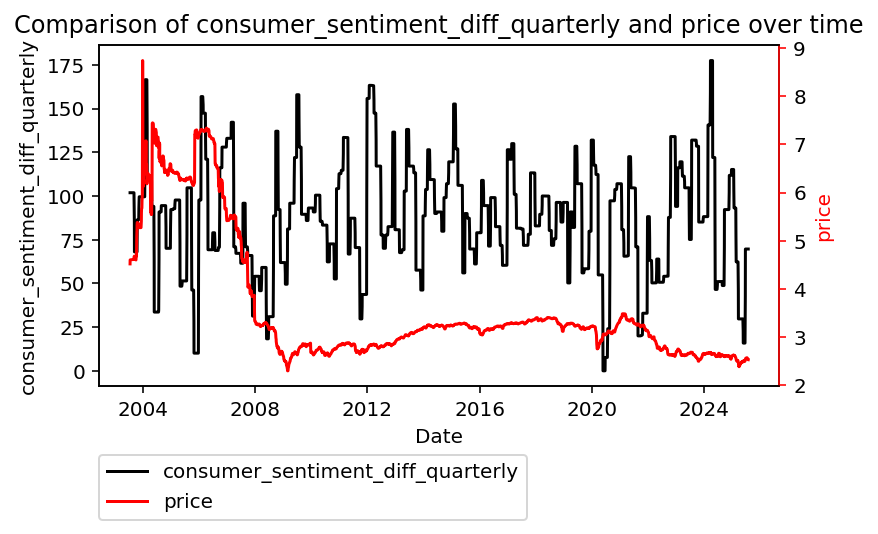 Comparison of consumer_sentiment_diff_quarterly and price over time
consumer_sentiment_diff_quarterly
175
150
125
100
75
50
25
0
9
8
7
6
5
4
3
2
price
2004 2008 2012 2016 2020 2024
Date
consumer_sentiment_diff_quarterly
price